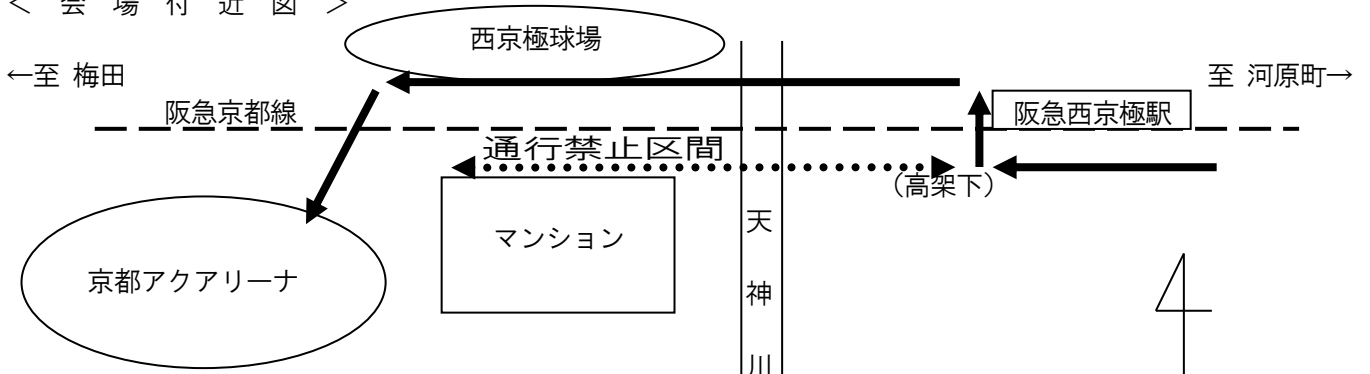 ＜ 会 場 付 近 図 ＞
西京極球場
←至 梅田
至 河原町→
阪急京都線
阪急西京極駅
通行禁止区間
（高架下）
天神川
マンション
京都アクアリーナ